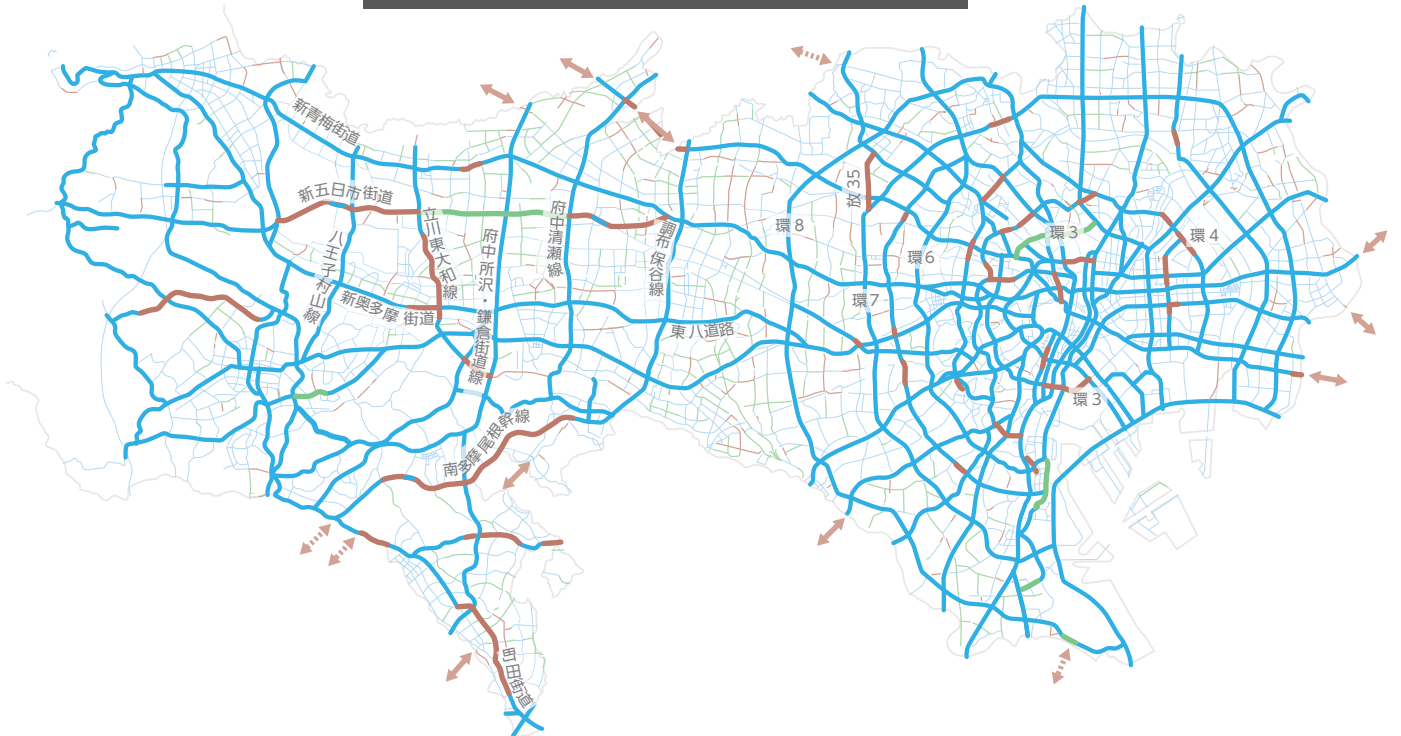 新青梅街道
新五日市街道
立川東大和線
府中清瀬線
府中所沢・鎌倉街道線
調布保谷線
八王子村山線
新奥多摩街道
東八道路
南多摩尾根幹線
町田街道
放35
環8
環7
環6
環3
環4
環3